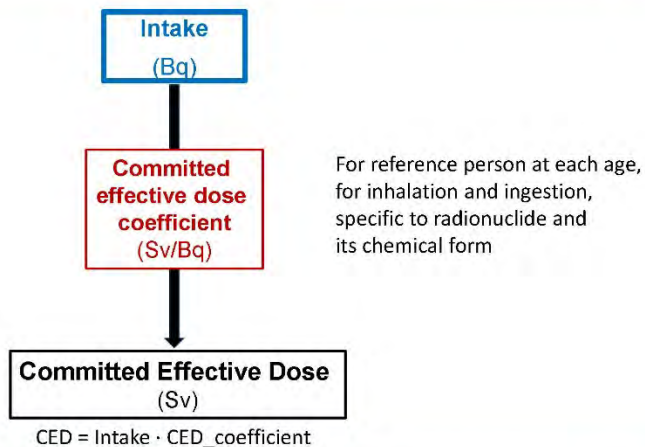 Intake
(Bq)
Committed
effective dose
coefficient
(Sv/Bq)
For reference person at each age,
for inhalation and ingestion,
specific to radionuclide and
its chemical form
Committed Effective Dose
(Sv)
CED = Intake · CED_coefficient